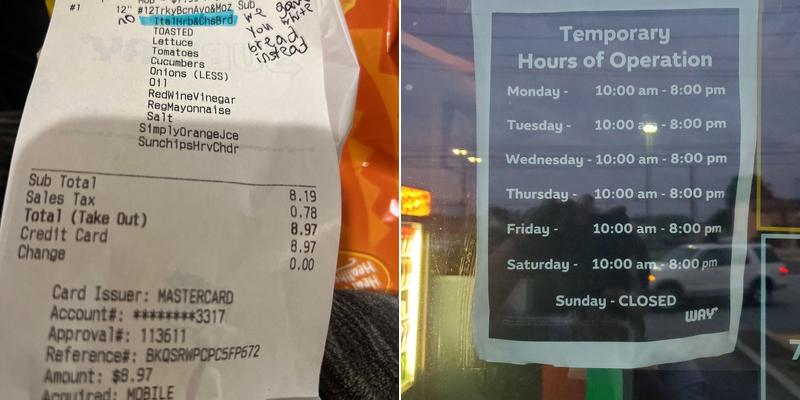 #1 12" #12TrkyBcnAvo&Moz Sub
ItalHrb&ChsBrd
we gave
you white
bread
instead
TOASTED
Lettuce
Tomatoes
Cucumbers
Onions (LESS)
Oil
RedWineVinegar
RegMayonnaise
Salt
SimplyOrangeJce
SunchipsHrvChdr
Sub Total 8.19
Sales Tax 0.78
Total (Take Out) 8.97
Credit Card 8.97
Change 0.00
Card Issuer: MASTERCARD
Account#: ********3317
Approval#: 113611
Reference#: BKQSRWPCPC5FP672
Amount: $8.97
Acquired: MOBILE
Temporary
Hours of Operation
Monday - 10:00 am - 8:00 pm
Tuesday - 10:00 am - 8:00 pm
Wednesday - 10:00 am - 8:00 pm
Thursday - 10:00 am - 8:00 pm
Friday - 10:00 am - 8:00 pm
Saturday - 10:00 am - 8:00 pm
Sunday - CLOSED
WAY
7